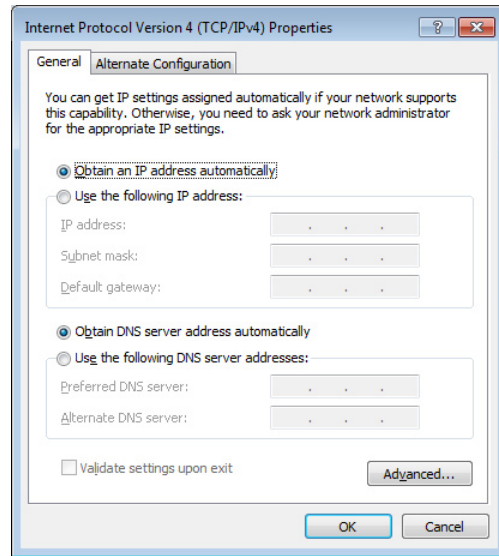 Internet Protocol Version 4 (TCP/IPv4) Properties
General
Alternate Configuration
You can get IP settings assigned automatically if your network supports
this capability. Otherwise, you need to ask your network administrator
for the appropriate IP settings.
Obtain an IP address automatically
Use the following IP address:
IP address:
Subnet mask:
Default gateway:
Obtain DNS server address automatically
Use the following DNS server addresses:
Preferred DNS server:
Alternate DNS server:
Validate settings upon exit
Advanced...
OK
Cancel